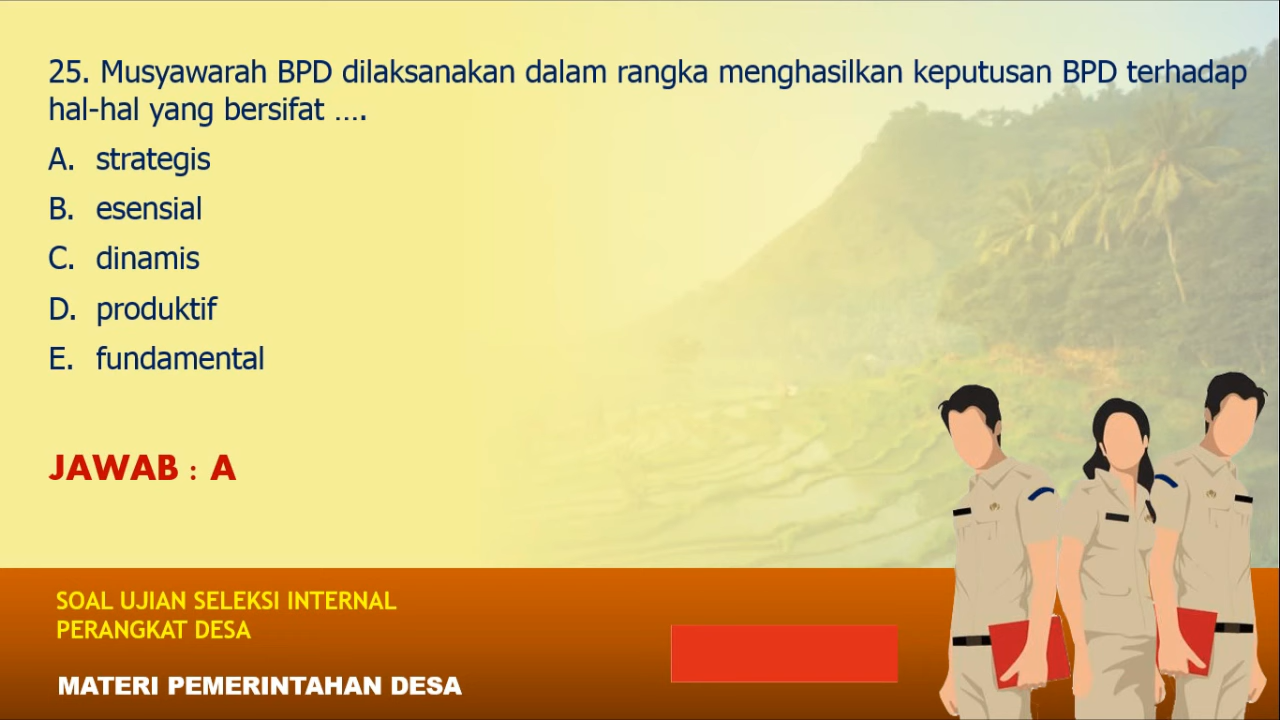 25. Musyawarah BPD dilaksanakan dalam rangka menghasilkan keputusan BPD terhadap
hal-hal yang bersifat ….
A. strategis
B. esensial
C. dinamis
D. produktif
E. fundamental
JAWAB : A
SOAL UJIAN SELEKSI INTERNAL
PERANGKAT DESA
MATERI PEMERINTAHAN DESA